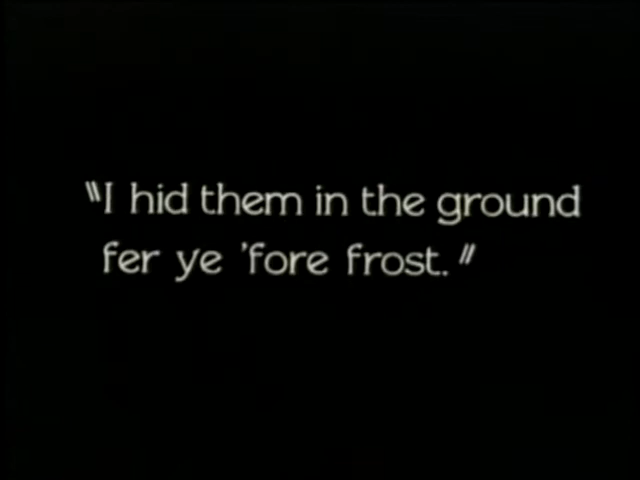 "I hid them in the ground
fer ye 'fore frost."